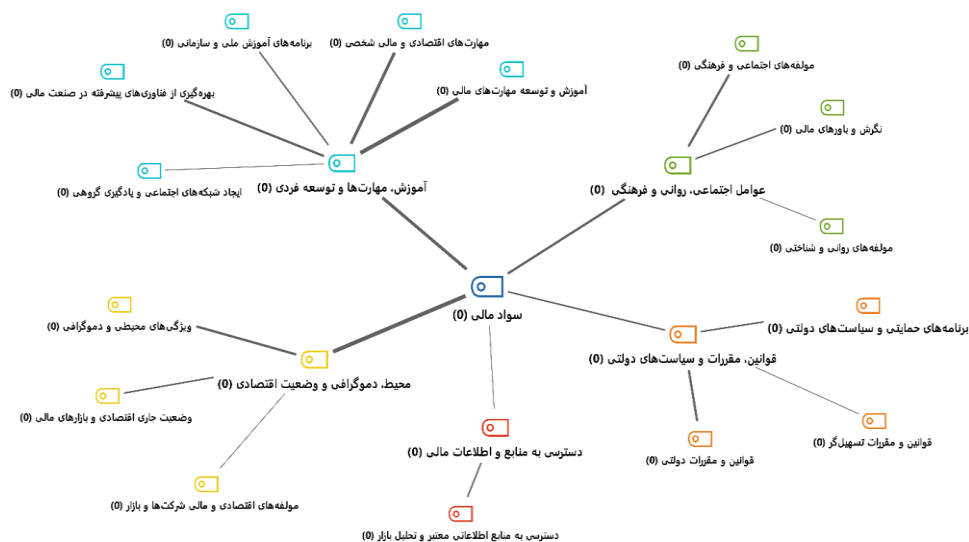 برنامه‌های آموزش ملی و سازمانی (0)
مهارت‌های اقتصادی و مالی شخصی (0)
مولفه‌های اجتماعی و فرهنگی (0)
بهره‌گیری از فناوری‌های پیشرفته در صنعت مالی (0)
آموزش و توسعه مهارت‌های مالی (0)
نگرش و باورهای مالی (0)
ایجاد شبکه‌های اجتماعی و یادگیری گروهی (0)
آموزش، مهارت‌ها و توسعه فردی (0)
عوامل اجتماعی، روانی و فرهنگی (0)
مولفه‌های روانی و شناختی (0)
سواد مالی (0)
ویژگی‌های محیطی و دموگرافی (0)
برنامه‌های حمایتی و سیاست‌های دولتی (0)
محیط، دموگرافی و وضعیت اقتصادی (0)
قوانین، مقررات و سیاست‌های دولتی (0)
وضعیت جاری اقتصادی و بازارهای مالی (0)
دسترسی به منابع و اطلاعات مالی (0)
قوانین و مقررات دولتی (0)
قوانین و مقررات تسهیل‌گر (0)
مولفه‌های اقتصادی و مالی شرکت‌ها و بازار (0)
دسترسی به منابع اطلاعاتی معتبر و تحلیل بازار (0)